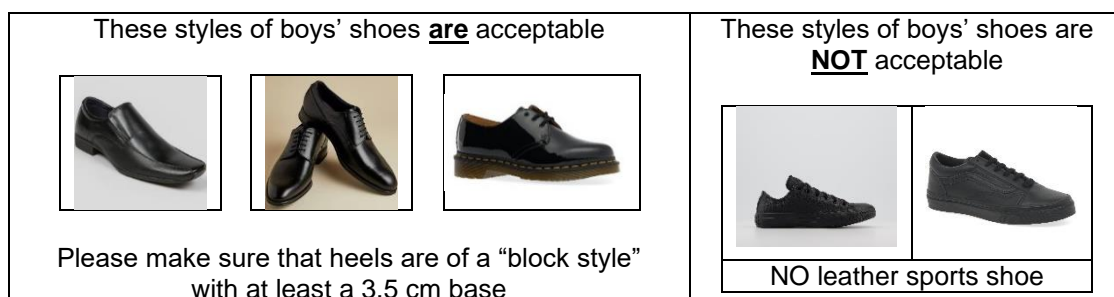 These styles of boys’ shoes are acceptable
Please make sure that heels are of a “block style”
with at least a 3.5 cm base
These styles of boys’ shoes are
NOT acceptable
NO leather sports shoe